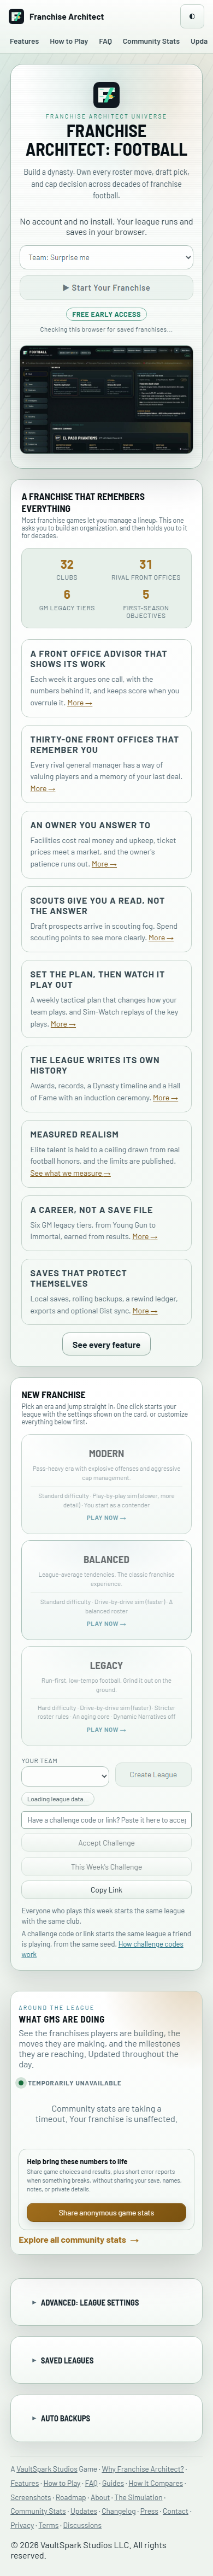 Franchise Architect
Features How to Play FAQ Community Stats Upda
FRANCHISE ARCHITECT UNIVERSE
FRANCHISE
ARCHITECT: FOOTBALL
Build a dynasty. Own every roster move, draft pick,
and cap decision across decades of franchise
football.
No account and no install. Your league runs and
saves in your browser.
Team: Surprise me
▶ Start Your Franchise
FREE EARLY ACCESS
Checking this browser for saved franchises...
FOOTBALL
EL PASO PHANTOMS
A FRANCHISE THAT REMEMBERS
EVERYTHING
Most franchise games let you manage a lineup. This one
asks you to build an organization, and then holds you to it
for decades.
32
CLUBS
31
RIVAL FRONT OFFICES
6
GM LEGACY TIERS
5
FIRST-SEASON
OBJECTIVES
A FRONT OFFICE ADVISOR THAT
SHOWS ITS WORK
Each week it argues one call, with the
numbers behind it, and keeps score when you
overrule it. More →
THIRTY-ONE FRONT OFFICES THAT
REMEMBER YOU
Every rival general manager has a way of
valuing players and a memory of your last deal.
More →
AN OWNER YOU ANSWER TO
Facilities cost real money and upkeep, ticket
prices meet a market, and the owner's
patience runs out. More →
SCOUTS GIVE YOU A READ, NOT
THE ANSWER
Draft prospects arrive in scouting fog. Spend
scouting points to see more clearly. More →
SET THE PLAN, THEN WATCH IT
PLAY OUT
A weekly tactical plan that changes how your
team plays, and Sim-Watch replays of the key
plays. More →
THE LEAGUE WRITES ITS OWN
HISTORY
Awards, records, a Dynasty timeline and a Hall
of Fame with an induction ceremony. More →
MEASURED REALISM
Elite talent is held to a ceiling drawn from real
football history, and the limits are published.
See what we measure →
A CAREER, NOT A SAVE FILE
Six GM legacy tiers, from Young Gun to
Immortal, earned from results. More →
SAVES THAT PROTECT
THEMSELVES
Local saves, rolling backups, a rewind ledger,
exports and optional Gist sync. More →
See every feature
NEW FRANCHISE
Pick an era and jump straight in. One click starts your
league with the settings shown on the card, or customize
everything below first.
MODERN
Pass-heavy era with explosive offenses and aggressive
cap management.
Standard difficulty · Play-by-play sim (slower, more
detail) · You start as a contender
PLAY NOW →
BALANCED
League-average tendencies. The classic franchise
experience.
Standard difficulty · Drive-by-drive sim (faster) · A
balanced roster
PLAY NOW →
LEGACY
Run-first, low-tempo football. Grind it out on the
ground.
Hard difficulty · Drive-by-drive sim (faster) · Stricter
roster rules · An aging core · Dynamic Narratives off
PLAY NOW →
YOUR TEAM
Create League
Loading league data...
Have a challenge code or link? Paste it here to accep
Accept Challenge
This Week's Challenge
Copy Link
Everyone who plays this week starts the same league
with the same club.
A challenge code or link starts the same league a friend
is playing, from the same seed. How challenge codes
work
AROUND THE LEAGUE
WHAT GMS ARE DOING
See the franchises players are building, the
moves they are making, and the milestones
they are reaching. Updated throughout the
day.
TEMPORARILY UNAVAILABLE
Community stats are taking a
timeout. Your franchise is unaffected.
Help bring these numbers to life
Share game choices and results, plus short error reports
when something breaks, without sharing your save, names,
notes, or private details.
Share anonymous game stats
Explore all community stats →
► ADVANCED: LEAGUE SETTINGS
► SAVED LEAGUES
► AUTO BACKUPS
A VaultSpark Studios Game · Why Franchise Architect? ·
Features · How to Play · FAQ · Guides · How It Compares ·
Screenshots · Roadmap · About · The Simulation ·
Community Stats · Updates · Changelog · Press · Contact ·
Privacy · Terms · Discussions
© 2026 VaultSpark Studios LLC. All rights
reserved.